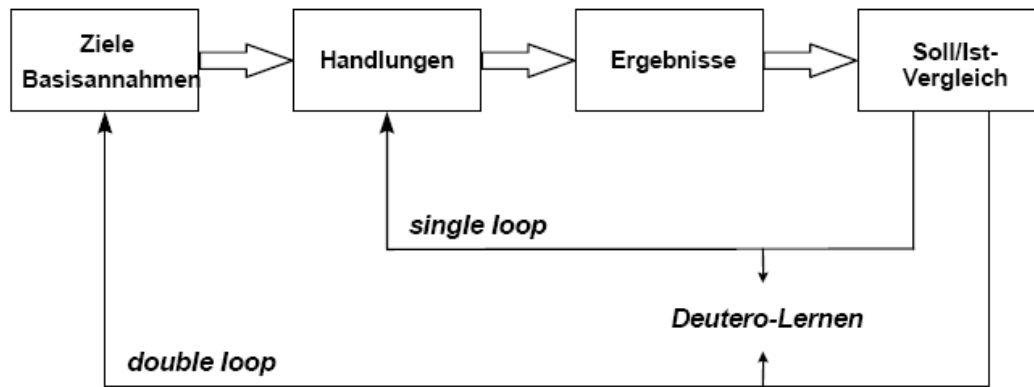 Ziele
Basisannahmen
Handlungen
Ergebnisse
Soll/Ist-
Vergleich
single loop
Deutero-Lernen
double loop